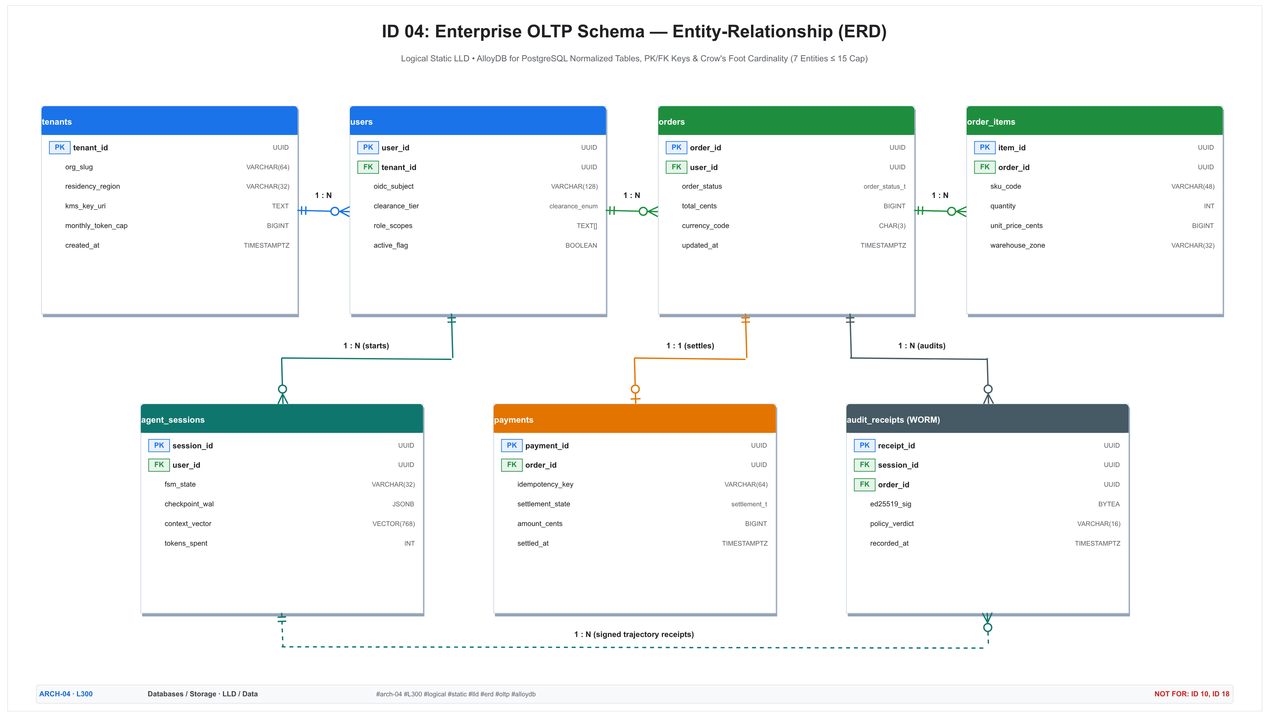 ID 04: Enterprise OLTP Schema — Entity-Relationship (ERD)
Logical Static LLD • AlloyDB for PostgreSQL Normalized Tables, PK/FK Keys & Crow's Foot Cardinality (7 Entities ≤ 15 Cap)
tenants
PK tenant_id UUID
org_slug VARCHAR(64)
residency_region VARCHAR(32)
kms_key_uri TEXT
monthly_token_cap BIGINT
created_at TIMESTAMPTZ
1 : N
users
PK user_id UUID
FK tenant_id UUID
oidc_subject VARCHAR(128)
clearance_tier clearance_enum
role_scopes TEXT[]
active_flag BOOLEAN
1 : N
orders
PK order_id UUID
FK user_id UUID
order_status order_status_t
total_cents BIGINT
currency_code CHAR(3)
updated_at TIMESTAMPTZ
1 : N
order_items
PK item_id UUID
FK order_id UUID
sku_code VARCHAR(48)
quantity INT
unit_price_cents BIGINT
warehouse_zone VARCHAR(32)
1 : N (starts)
1 : 1 (settles)
1 : N (audits)
agent_sessions
PK session_id UUID
FK user_id UUID
fsm_state VARCHAR(32)
checkpoint_wal JSONB
context_vector VECTOR(768)
tokens_spent INT
payments
PK payment_id UUID
FK order_id UUID
idempotency_key VARCHAR(64)
settlement_state settlement_t
amount_cents BIGINT
settled_at TIMESTAMPTZ
audit_receipts (WORM)
PK receipt_id UUID
FK session_id UUID
FK order_id UUID
ed25519_sig BYTEA
policy_verdict VARCHAR(16)
recorded_at TIMESTAMPTZ
1 : N (signed trajectory receipts)
ARCH-04 · L300 Databases / Storage · LLD / Data #arch-04 #L300 #logical #static #lld #erd #oltp #alloydb NOT FOR: ID 10, ID 18